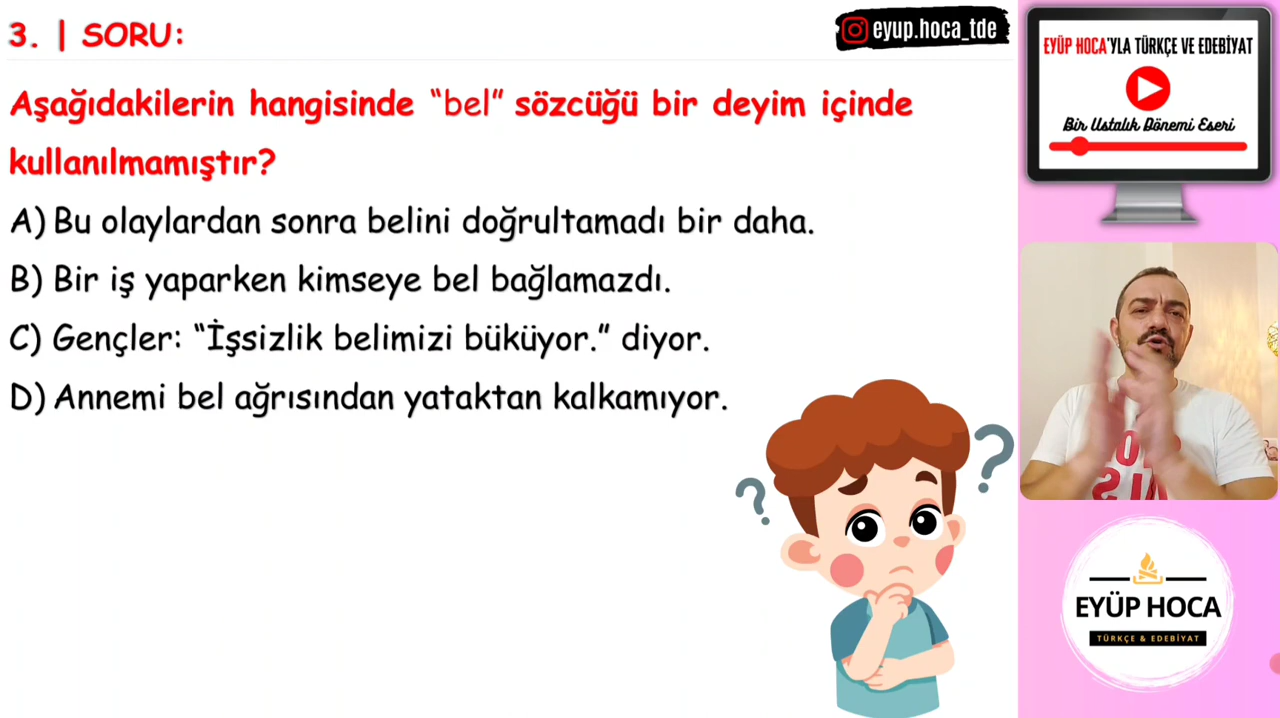 3. | SORU:
eyup.hoca_tde
Aşağıdakilerin hangisinde “bel” sözcüğü bir deyim içinde
kullanılmamıştır?
A) Bu olaylardan sonra belini doğrultamadı bir daha.
B) Bir iş yaparken kimseye bel bağlamazdı.
C) Gençler: “İşsizlik belimizi büküyor.” diyor.
D) Annemi bel ağrısından yataktan kalkamıyor.
EYÜP HOCA'YLA TÜRKÇE VE EDEBİYAT
Bir Ustalık Dönemi Eseri
EYÜP HOCA
TÜRKÇE & EDEBİYAT